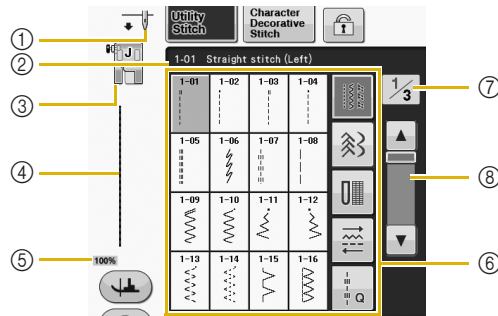 Utility
Stitch
Character
Decorative
Stitch
1-01 Straight stitch (Left)
① ② ③ ④ ⑤ ⑥ ⑦ ⑧
J
1-01 1-02 1-03 1-04
1/3
1-05 1-06 1-07 1-08
1-09 1-10 1-11 1-12
100%
1-13 1-14 1-15 1-16
Q